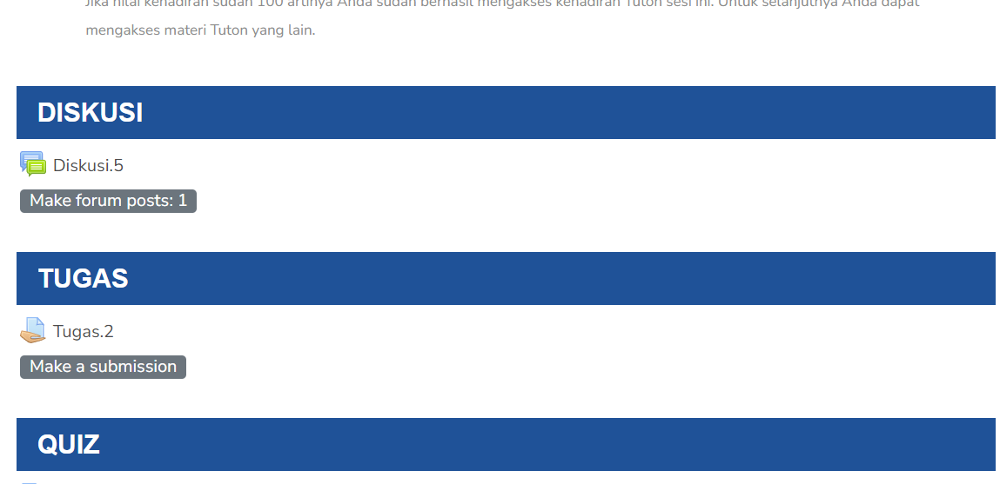 Jika nilai kehadiran sudah 100 artinya Anda sudah berhasil mengakses kehadiran Tuton sesi ini. Untuk selanjutnya Anda dapat
mengakses materi Tuton yang lain.
DISKUSI
Diskusi.5
Make forum posts: 1
TUGAS
Tugas.2
Make a submission
QUIZ